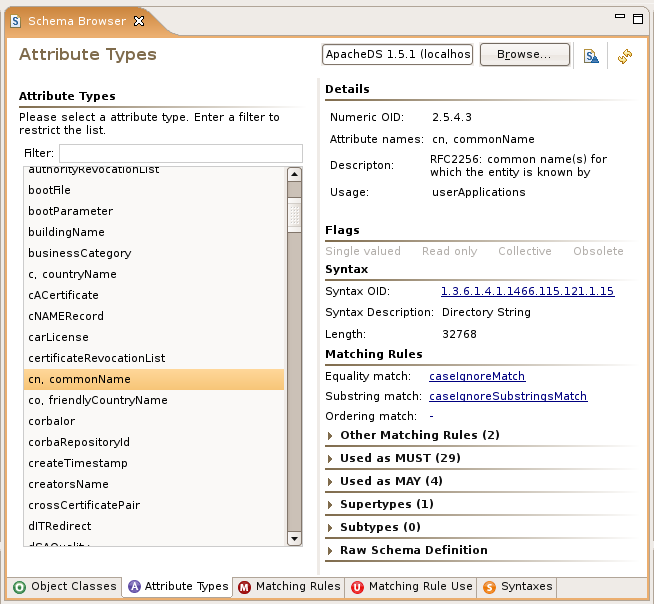 Schema Browser
Attribute Types
ApacheDS 1.5.1 (localhos
Browse...
Attribute Types
Please select a attribute type. Enter a filter to
restrict the list.
Filter:
authorityRevocationList
bootFile
bootParameter
buildingName
businessCategory
c, countryName
cACertificate
cNAMERecord
carLicense
certificateRevocationList
cn, commonName
co, friendlyCountryName
corbaIor
corbaRepositoryId
createTimestamp
creatorsName
crossCertificatePair
dITRedirect
dSAQuality
Details
Numeric OID: 2.5.4.3
Attribute names: cn, commonName
Descripton: RFC2256: common name(s) for
which the entity is known by
Usage: userApplications
Flags
Single valued Read only Collective Obsolete
Syntax
Syntax OID: 1.3.6.1.4.1.1466.115.121.1.15
Syntax Description: Directory String
Length: 32768
Matching Rules
Equality match: caseIgnoreMatch
Substring match: caseIgnoreSubstringsMatch
Ordering match: -
Other Matching Rules (2)
Used as MUST (29)
Used as MAY (4)
Supertypes (1)
Subtypes (0)
Raw Schema Definition
O Object Classes A Attribute Types M Matching Rules U Matching Rule Use S Syntaxes